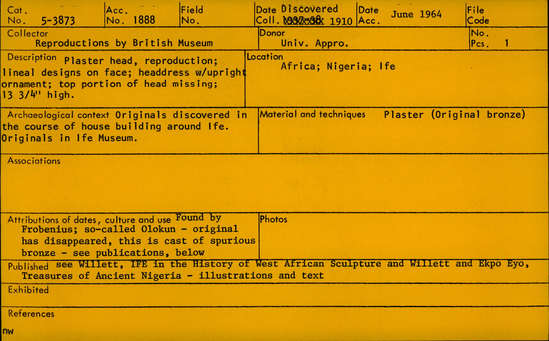 Cat. No. 5-3873 Acc. No. 1888 Field No. Date Discovered Coll. 1910 Date Acc. June 1964 File Code
Collector Reproductions by British Museum Donor Univ. Appro. No. Pcs. 1
Description Plaster head, reproduction;
lineal designs on face; headdress w/upright
ornament; top portion of head missing;
13 3/4" high.
Location
Africa; Nigeria; Ife
Archaeological context Originals discovered in
the course of house building around Ife.
Originals in Ife Museum.
Material and techniques Plaster (Original bronze)
Associations
Attributions of dates, culture and use Found by
Frobenius; so-called Olokun - original
has disappeared, this is cast of spurious
bronze - see publications, below
Photos
Published see Willett, IFE in the History of West African Sculpture and Willett and Ekpo Eyo,
Treasures of Ancient Nigeria - illustrations and text
Exhibited
References
nw